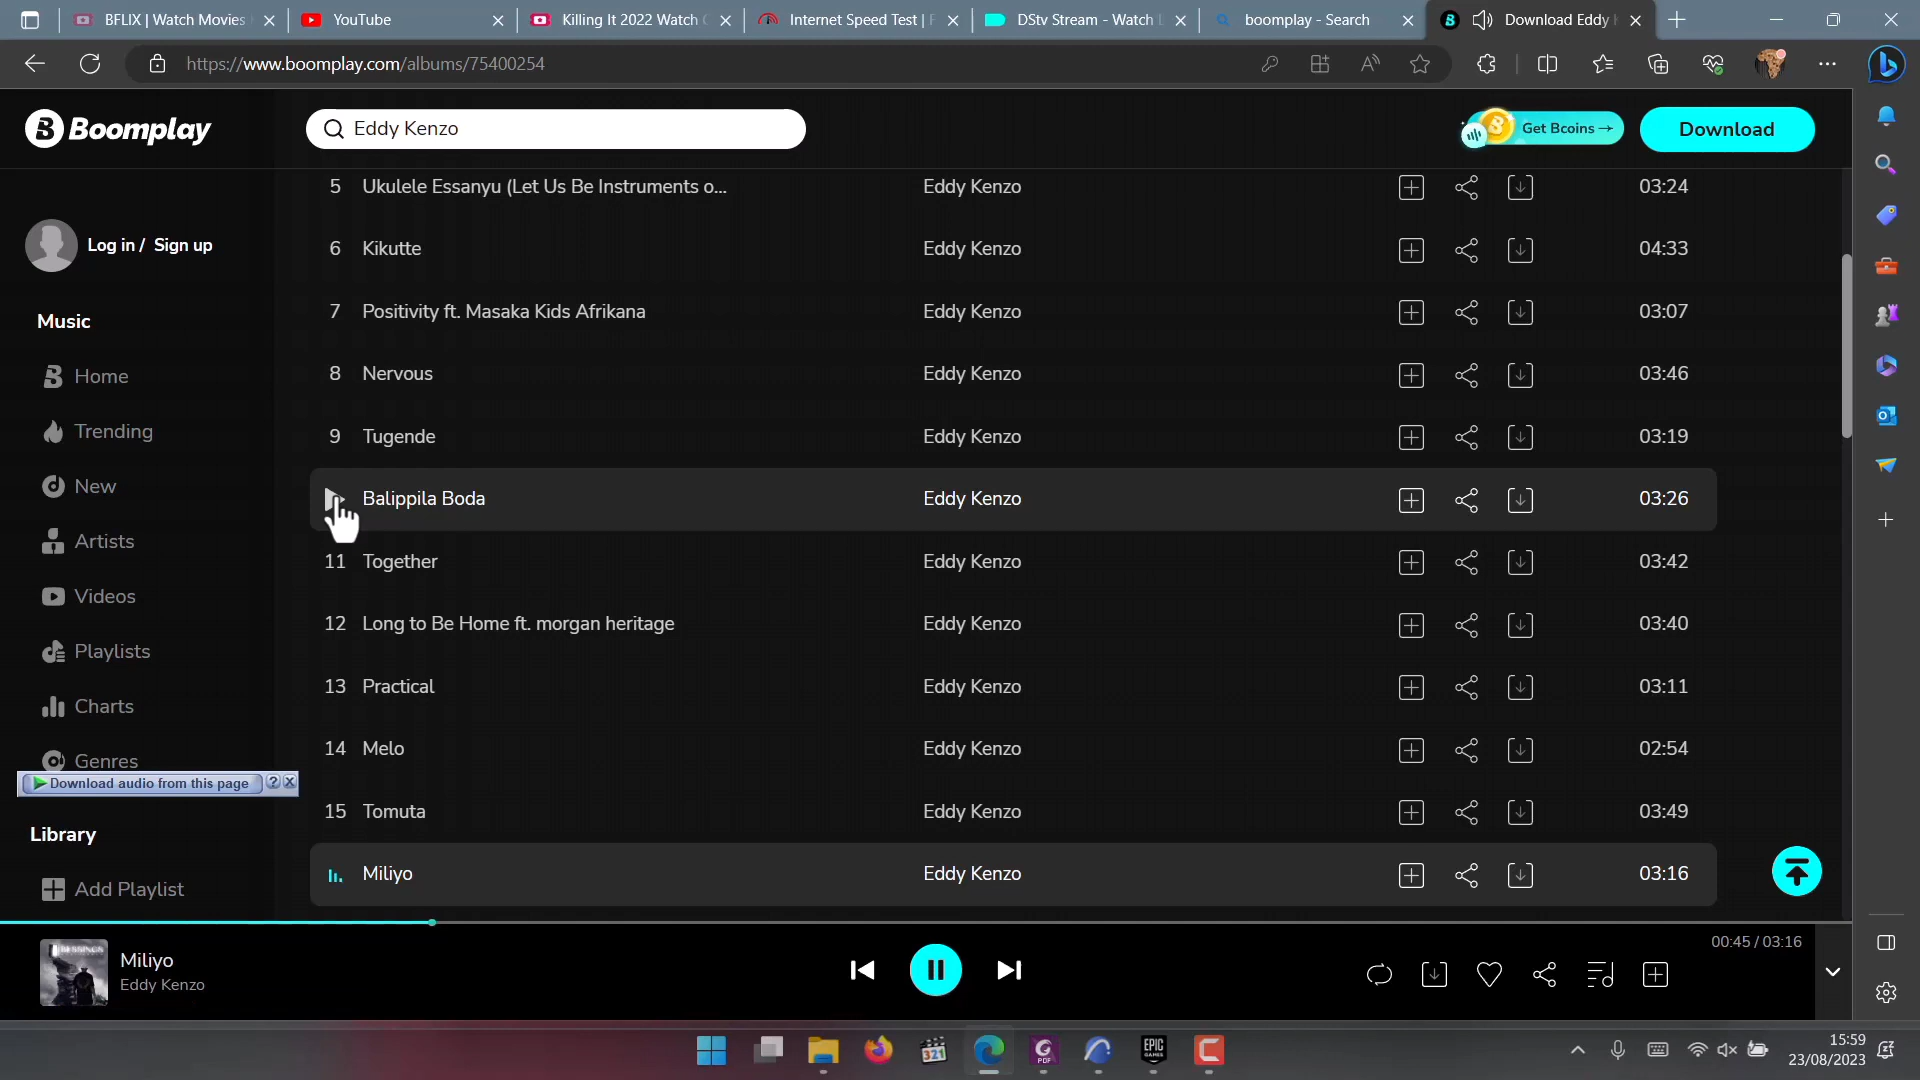 BFLIX | Watch Movies
YouTube
Killing It 2022 Watch
Internet Speed Test |
DStv Stream - Watch
boomplay - Search
Download Eddy
https://www.boomplay.com/albums/75400254
Boomplay
Eddy Kenzo
Get Bcoins →
Download
Log in / Sign up
Music
Home
Trending
New
Artists
Videos
Playlists
Charts
Genres
Download audio from this page ?
Library
Add Playlist
5 Ukulele Essanyu (Let Us Be Instruments o... Eddy Kenzo 03:24
6 Kikutte Eddy Kenzo 04:33
7 Positivity ft. Masaka Kids Afrikana Eddy Kenzo 03:07
8 Nervous Eddy Kenzo 03:46
9 Tugende Eddy Kenzo 03:19
Balippila Boda Eddy Kenzo 03:26
11 Together Eddy Kenzo 03:42
12 Long to Be Home ft. morgan heritage Eddy Kenzo 03:40
13 Practical Eddy Kenzo 03:11
14 Melo Eddy Kenzo 02:54
15 Tomuta Eddy Kenzo 03:49
Miliyo Eddy Kenzo 03:16
00:45 / 03:16
Miliyo
Eddy Kenzo
321
PDF
EPIC
GAMES
15:59
23/08/2023